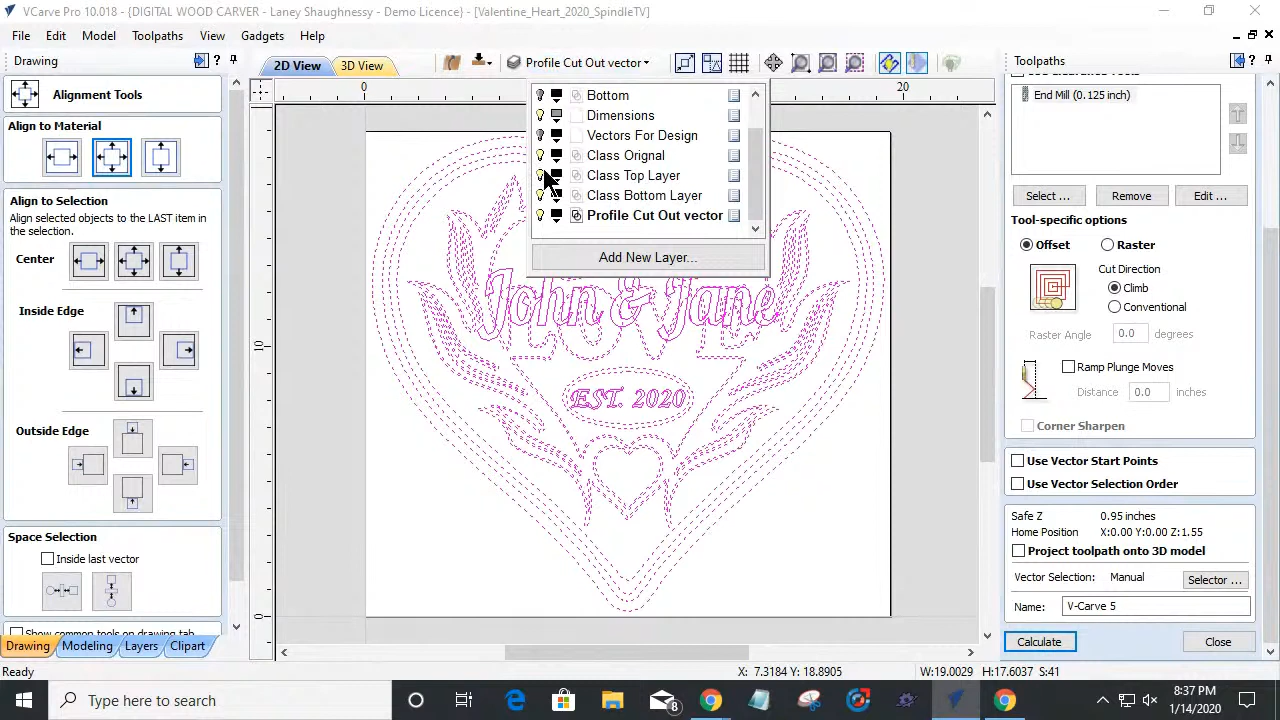 VCarve Pro 10.018 - {DIGITAL WOOD CARVER - Laney Shaughnessy - Demo Licence} - [Valentine_Heart_2020_SpindleTV]
File Edit Model Toolpaths View Gadgets Help
Drawing
2D View
3D View
Profile Cut Out vector
Toolpaths
Alignment Tools
Align to Material
Align to Selection
Align selected objects to the LAST item in
the selection.
Center
Inside Edge
Outside Edge
Space Selection
Inside last vector
Show common tools on drawing tab
Drawing Modeling Layers Clipart
0
20
10
0
Bottom
Dimensions
Vectors For Design
Class Orignal
Class Top Layer
Class Bottom Layer
Profile Cut Out vector
Add New Layer...
John & Jane
EST. 2020
End Mill (0.125 inch)
Select ...
Remove
Edit ...
Tool-specific options
Offset
Raster
Cut Direction
Climb
Conventional
Raster Angle 0.0 degrees
Ramp Plunge Moves
Distance 0.0 inches
Corner Sharpen
Use Vector Start Points
Use Vector Selection Order
Safe Z 0.95 inches
Home Position X:0.00 Y:0.00 Z:1.55
Project toolpath onto 3D model
Vector Selection: Manual Selector ...
Name: V-Carve 5
Calculate
Close
Ready
X: 7.3184 Y: 18.8905
W:19.0029 H:17.6037 S:41
Type here to search
8
8:37 PM
1/14/2020